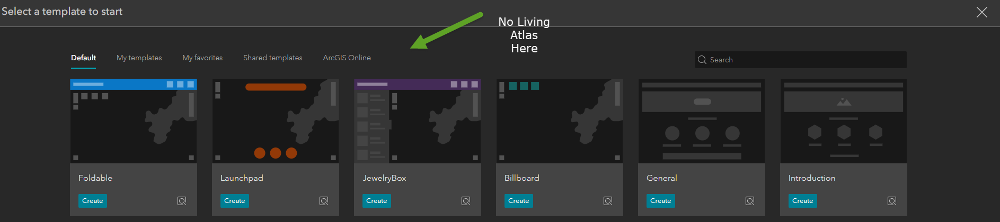 Select a template to start
No Living
Atlas
Here
Default My templates My favorites Shared templates ArcGIS Online Search
Foldable Launchpad JewelryBox Billboard General Introduction
Create Create Create Create Create Create